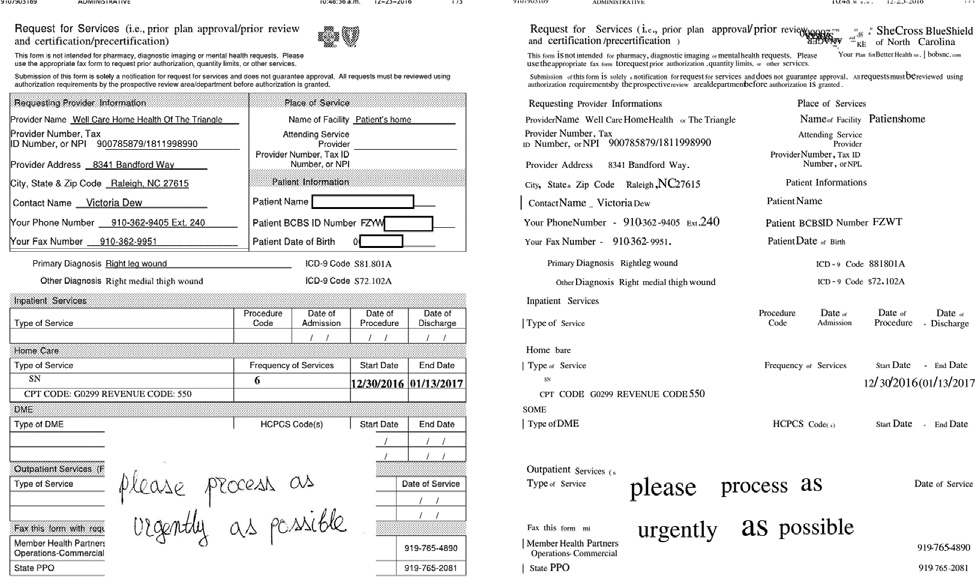 9107903169 ADMINISTRATIVE 10:48:36 a.m. 12-23-2016 1/3
Request for Services (i.e., prior plan approval/prior review
and certification/precertification)
This form is not intended for pharmacy, diagnostic imaging or mental health requests. Please
use the appropriate fax form to request prior authorization, quantity limits, or other services.
Submission of this form is solely a notification for request for services and does not guarantee approval. All requests must be reviewed using
authorization requirements by the prospective review area/department before authorization is granted.
Requesting Provider Information Place of Service
Provider Name Well Care Home Health Of The Triangle Name of Facility Patient's home
Provider Number, Tax Attending Service
ID Number, or NPI 900785879/1811998990 Provider
Provider Address 8341 Bandford Way Provider Number, Tax ID
Number, or NPI
City, State & Zip Code Raleigh, NC 27615 Patient Information
Contact Name Victoria Dew Patient Name
Your Phone Number 910-362-9405 Ext. 240 Patient BCBS ID Number FZYW
Your Fax Number 910-362-9951 Patient Date of Birth 0
Primary Diagnosis Right leg wound ICD-9 Code S81.801A
Other Diagnosis Right medial thigh wound ICD-9 Code S72.102A
Inpatient Services
Type of Service Procedure Code Date of Admission Date of Procedure Date of Discharge
/ / / / / /
Home Care
Type of Service Frequency of Services Start Date End Date
SN 6 12/30/2016 01/13/2017
CPT CODE: G0299 REVENUE CODE: 550
DME
Type of DME HCPCS Code(s) Start Date End Date
/ / / /
/ / / /
Outpatient Services (F
Type of Service Date of Service
/ /
/ /
please process as
urgently as possible
Fax this form with requ
Member Health Partners
Operations-Commercial 919-765-4890
State PPO 919-765-2081
9107903169 ADMINISTRATIVE 12-23-2016
Request for Services (i.c., prior plan approval/prior review SheCross BlueShield
and certification/precertification ) KE of North Carolina
This form is not intended for pharmacy, diagnostic imaging or mental health requests. Please Your Plan forBetter Health sc. | bobsnc.com
use the appropriate fax form to request prior authorization ,quantity limits, or other services.
Submission of this form is solely a notification for request for services and does not guarantee approval. All requests must be reviewed using
authorization requirements by the prospective review area/department before authorization is granted .
Requesting Provider Informations Place of Services
ProviderName Well Care HomeHealth or The Triangle Name of Facility Patienshome
Provider Number, Tax Attending Service
ID Number, or NPI 900785879/1811998990 Provider
Provider Address 8341 Bandford Way. ProviderNumber, Tax ID
Number, or NPL
City, State & Zip Code Raleigh ,NC27615 Patient Informations
| ContactName _ Victoria Dew Patient Name
Your PhoneNumber - 910-362-9405 Ext.240 Patient BCBSID Number FZWT
Your Fax Number - 910-362-9951. Patient Date of Birth
Primary Diagnosis Rightleg wound ICD - 9 Code 881801A
Other Diagnosis Right medial thigh wound ICD - 9 Code s72.102A
Inpatient Services
| Type of Service Procedure Code Date of Admission Date of Procedure - Date of Discharge
Home bare
| Type of Service Frequency of Services Start Date - End Date
SN 12/30/2016(01/13/2017
CPT CODE G0299 REVENUE CODE 550
SOME
| Type of DME HCPCS Code( s ) Start Date - End Date
Outpatient Services ( n
Type of Service Date of Service
please process as
urgently as possible
Fax this form mi
| Member Health Partners
Operations- Commercial 919-765-4890
| State PPO 919 765-2081